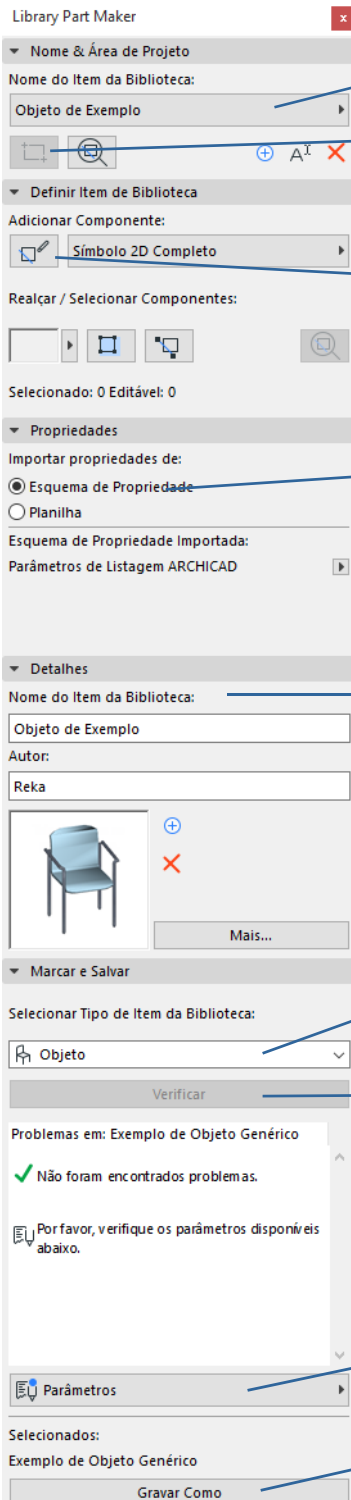 Library Part Maker
x
Nome & Área de Projeto
Nome do Item da Biblioteca:
Objeto de Exemplo
Definir Item de Biblioteca
Adicionar Componente:
Símbolo 2D Completo
Realçar / Selecionar Componentes:
Selecionado: 0 Editável: 0
Propriedades
Importar propriedades de:
Esquema de Propriedade
Planilha
Esquema de Propriedade Importada:
Parâmetros de Listagem ARCHICAD
Detalhes
Nome do Item da Biblioteca:
Objeto de Exemplo
Autor:
Reka
Mais...
Marcar e Salvar
Selecionar Tipo de Item da Biblioteca:
Objeto
Verificar
Problemas em: Exemplo de Objeto Genérico
Não foram encontrados problemas.
Por favor, verifique os parâmetros disponíveis
abaixo.
Parâmetros
Selecionados:
Exemplo de Objeto Genérico
Gravar Como